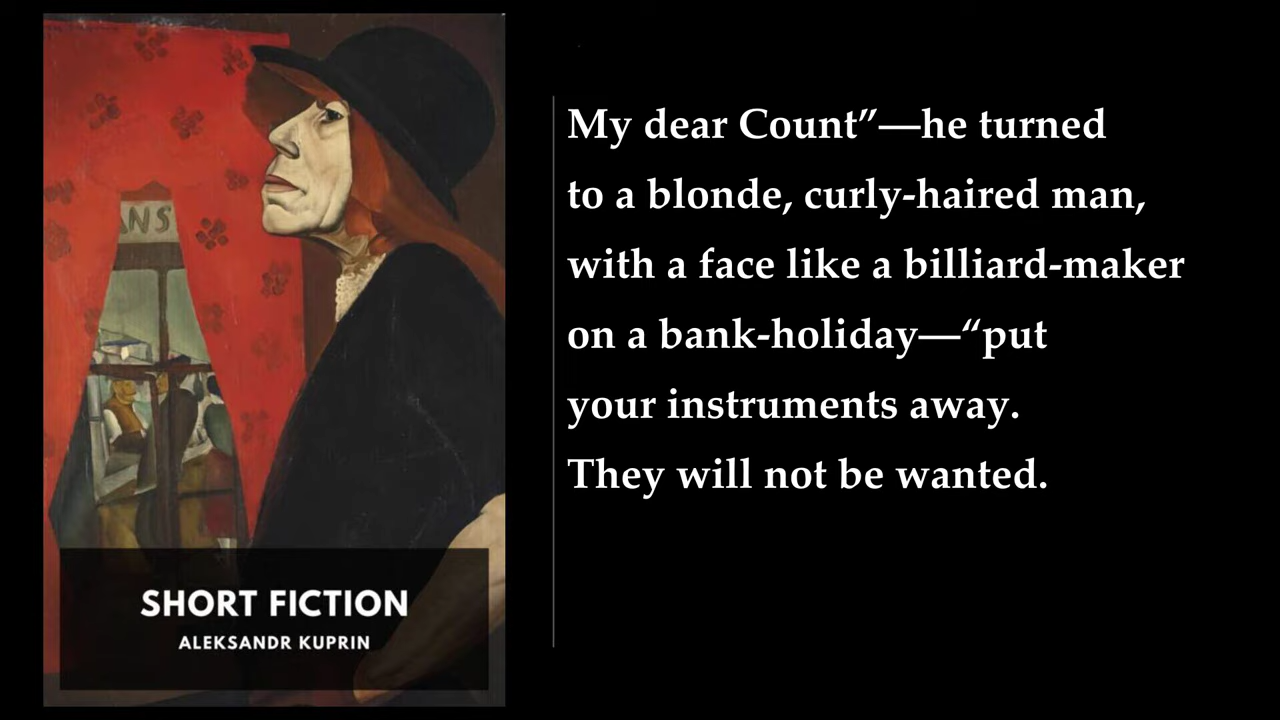 ANS
SHORT FICTION
ALEKSANDR KUPRIN
My dear Count”—he turned
to a blonde, curly-haired man,
with a face like a billiard-maker
on a bank-holiday—“put
your instruments away.
They will not be wanted.